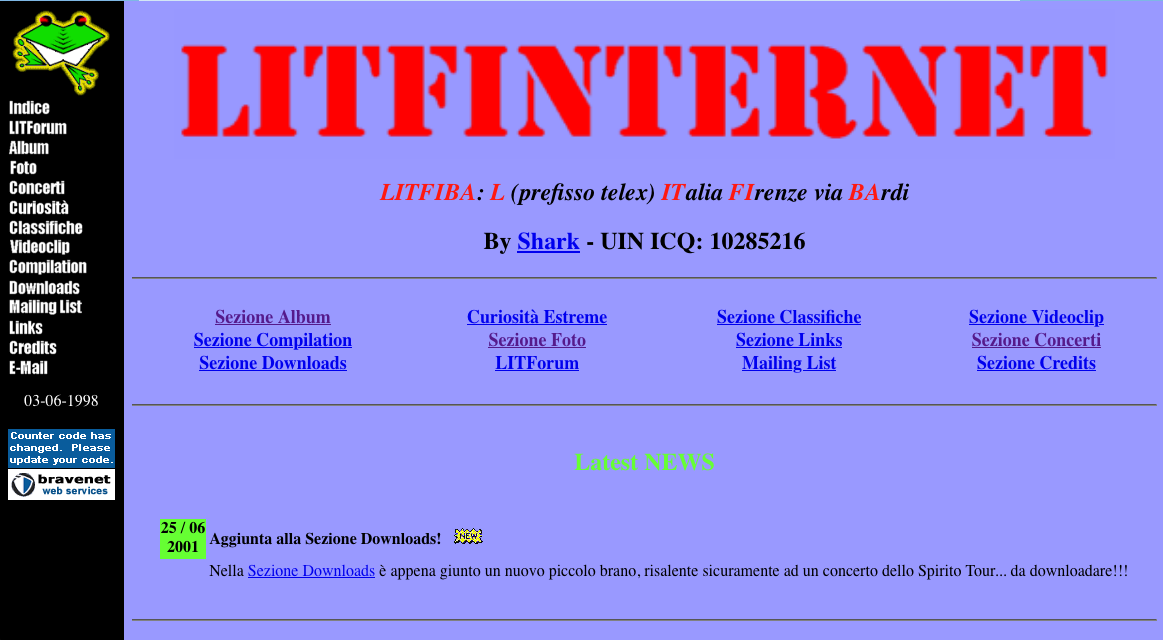 Indice
LITForum
Album
Foto
Concerti
Curiosità
Classifiche
Videoclip
Compilation
Downloads
Mailing List
Links
Credits
E-Mail
03-06-1998
Counter code has
changed. Please
update your code.
bravenet
web services
LITFINTERNET
LITFIBA: L (prefisso telex) ITalia FIrenze via BArdi
By Shark - UIN ICQ: 10285216
Sezione Album Curiosità Estreme Sezione Classifiche Sezione Videoclip
Sezione Compilation Sezione Foto Sezione Links Sezione Concerti
Sezione Downloads LITForum Mailing List Sezione Credits
Latest NEWS
25 / 06
2001
Aggiunta alla Sezione Downloads! NEW
Nella Sezione Downloads è appena giunto un nuovo piccolo brano, risalente sicuramente ad un concerto dello Spirito Tour... da downloadare!!!